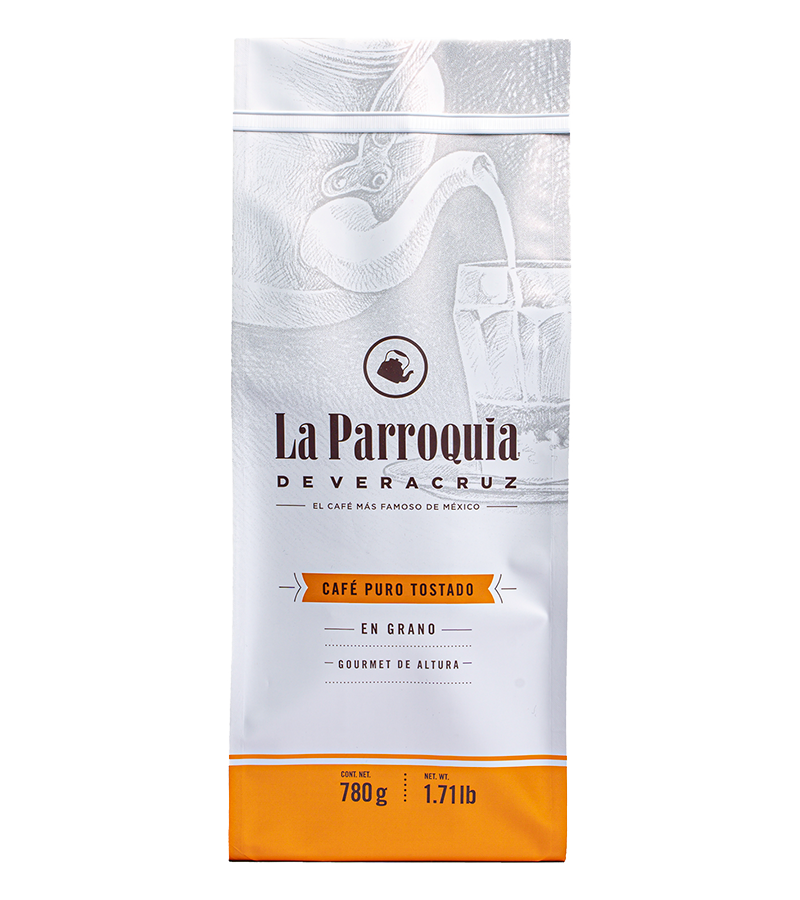 La Parroquia
DE VERACRUZ
EL CAFÉ MÁS FAMOSO DE MÉXICO
CAFÉ PURO TOSTADO
EN GRANO
GOURMET DE ALTURA
CONT. NET. NET. WT.
780 g 1.71 lb